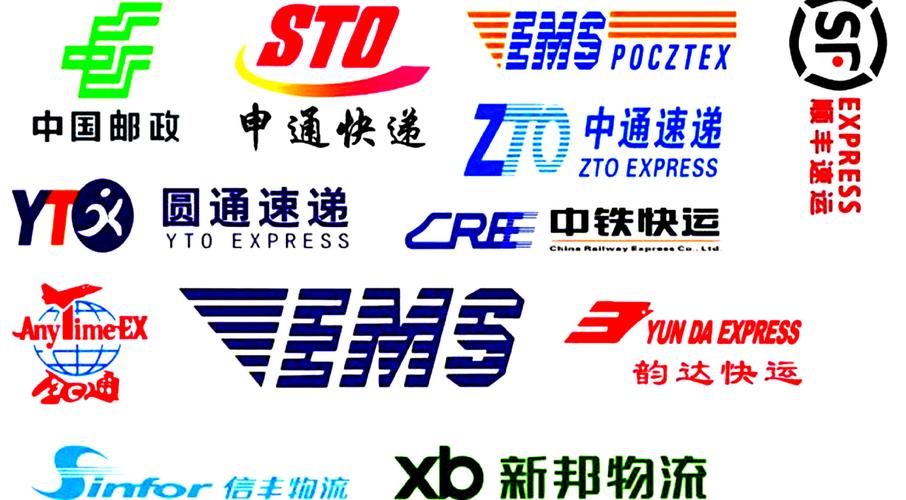 中国邮政
STO
申通快递
EMS POCZTEX
ZTO 中通速递
ZTO EXPRESS
SF
EXPRESS
顺丰速运
YTO 圆通速递
YTO EXPRESS
CRE 中铁快运
China Railway Express Co., Ltd.
AnyTime-EX
EMS
YUN DA EXPRESS
韵达快运
Sinfor 信丰物流
xb 新邦物流